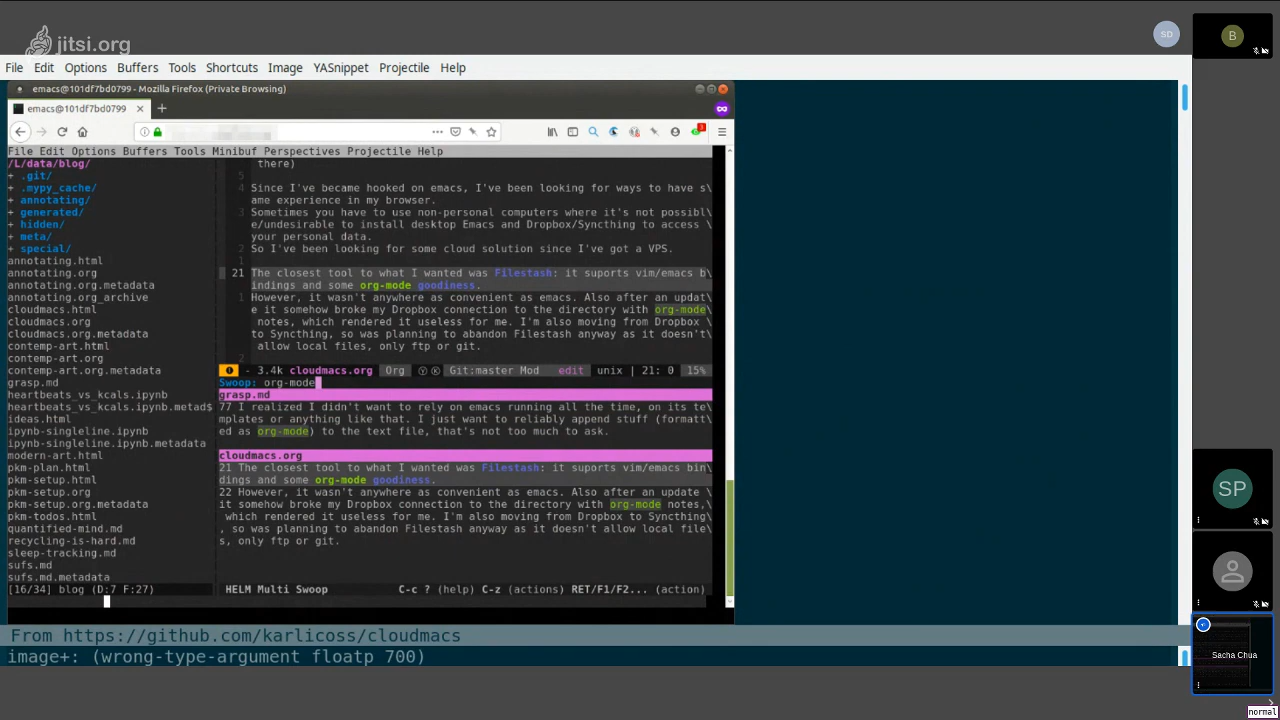 jitsi.org
SD
B
File Edit Options Buffers Tools Shortcuts Image YASnippet Projectile Help
emacs@101df7bd0799 - Mozilla Firefox (Private Browsing)
emacs@101df7bd0799
File Edit Options Buffers Tools Minibuf Perspectives Projectile Help
/L/data/blog/
+ .git/
+ .mypy_cache/
+ annotating/
+ generated/
+ hidden/
+ meta/
+ special/
annotating.html
annotating.org
annotating.org.metadata
annotating.org_archive
cloudmacs.html
cloudmacs.org
cloudmacs.org.metadata
contemp-art.html
contemp-art.org
contemp-art.org.metadata
grasp.md
heartbeats_vs_kcals.ipynb
heartbeats_vs_kcals.ipynb.metad$
ideas.html
ipynb-singleline.ipynb
ipynb-singleline.ipynb.metadata
modern-art.html
pkm-plan.html
pkm-setup.html
pkm-setup.org
pkm-setup.org.metadata
pkm-todos.html
quantified-mind.md
recycling-is-hard.md
sleep-tracking.md
sufs.md
sufs.md.metadata
[16/34] blog (D:7 F:27)
there)
5
4 Since I've became hooked on emacs, I've been looking for ways to have s\
ame experience in my browser.
3 Sometimes you have to use non-personal computers where it's not possibl\
e/undesirable to install desktop Emacs and Dropbox/Syncthing to access \
your personal data.
2 So I've been looking for some cloud solution since I've got a VPS.
1
21 The closest tool to what I wanted was Filestash: it suports vim/emacs b\
indings and some org-mode goodiness.
1 However, it wasn't anywhere as convenient as emacs. Also after an updat\
e it somehow broke my Dropbox connection to the directory with org-mode\
notes, which rendered it useless for me. I'm also moving from Dropbox \
to Syncthing, so was planning to abandon Filestash anyway as it doesn't\
allow local files, only ftp or git.
2
- 3.4k cloudmacs.org Org Ⓨ Ⓚ Git:master Mod edit unix | 21: 0 15%
Swoop: org-mode
grasp.md
77 I realized I didn't want to rely on emacs running all the time, on its te\
mplates or anything like that. I just want to reliably append stuff (formatt\
ed as org-mode) to the text file, that's not too much to ask.
cloudmacs.org
21 The closest tool to what I wanted was Filestash: it suports vim/emacs bin\
dings and some org-mode goodiness.
22 However, it wasn't anywhere as convenient as emacs. Also after an update \
it somehow broke my Dropbox connection to the directory with org-mode notes,\
which rendered it useless for me. I'm also moving from Dropbox to Syncthing\
, so was planning to abandon Filestash anyway as it doesn't allow local file\
s, only ftp or git.
HELM Multi Swoop C-c ? (help) C-z (actions) RET/F1/F2... (action)
From https://github.com/karlicoss/cloudmacs
image+: (wrong-type-argument floatp 700)
SP
Sacha Chua
normal